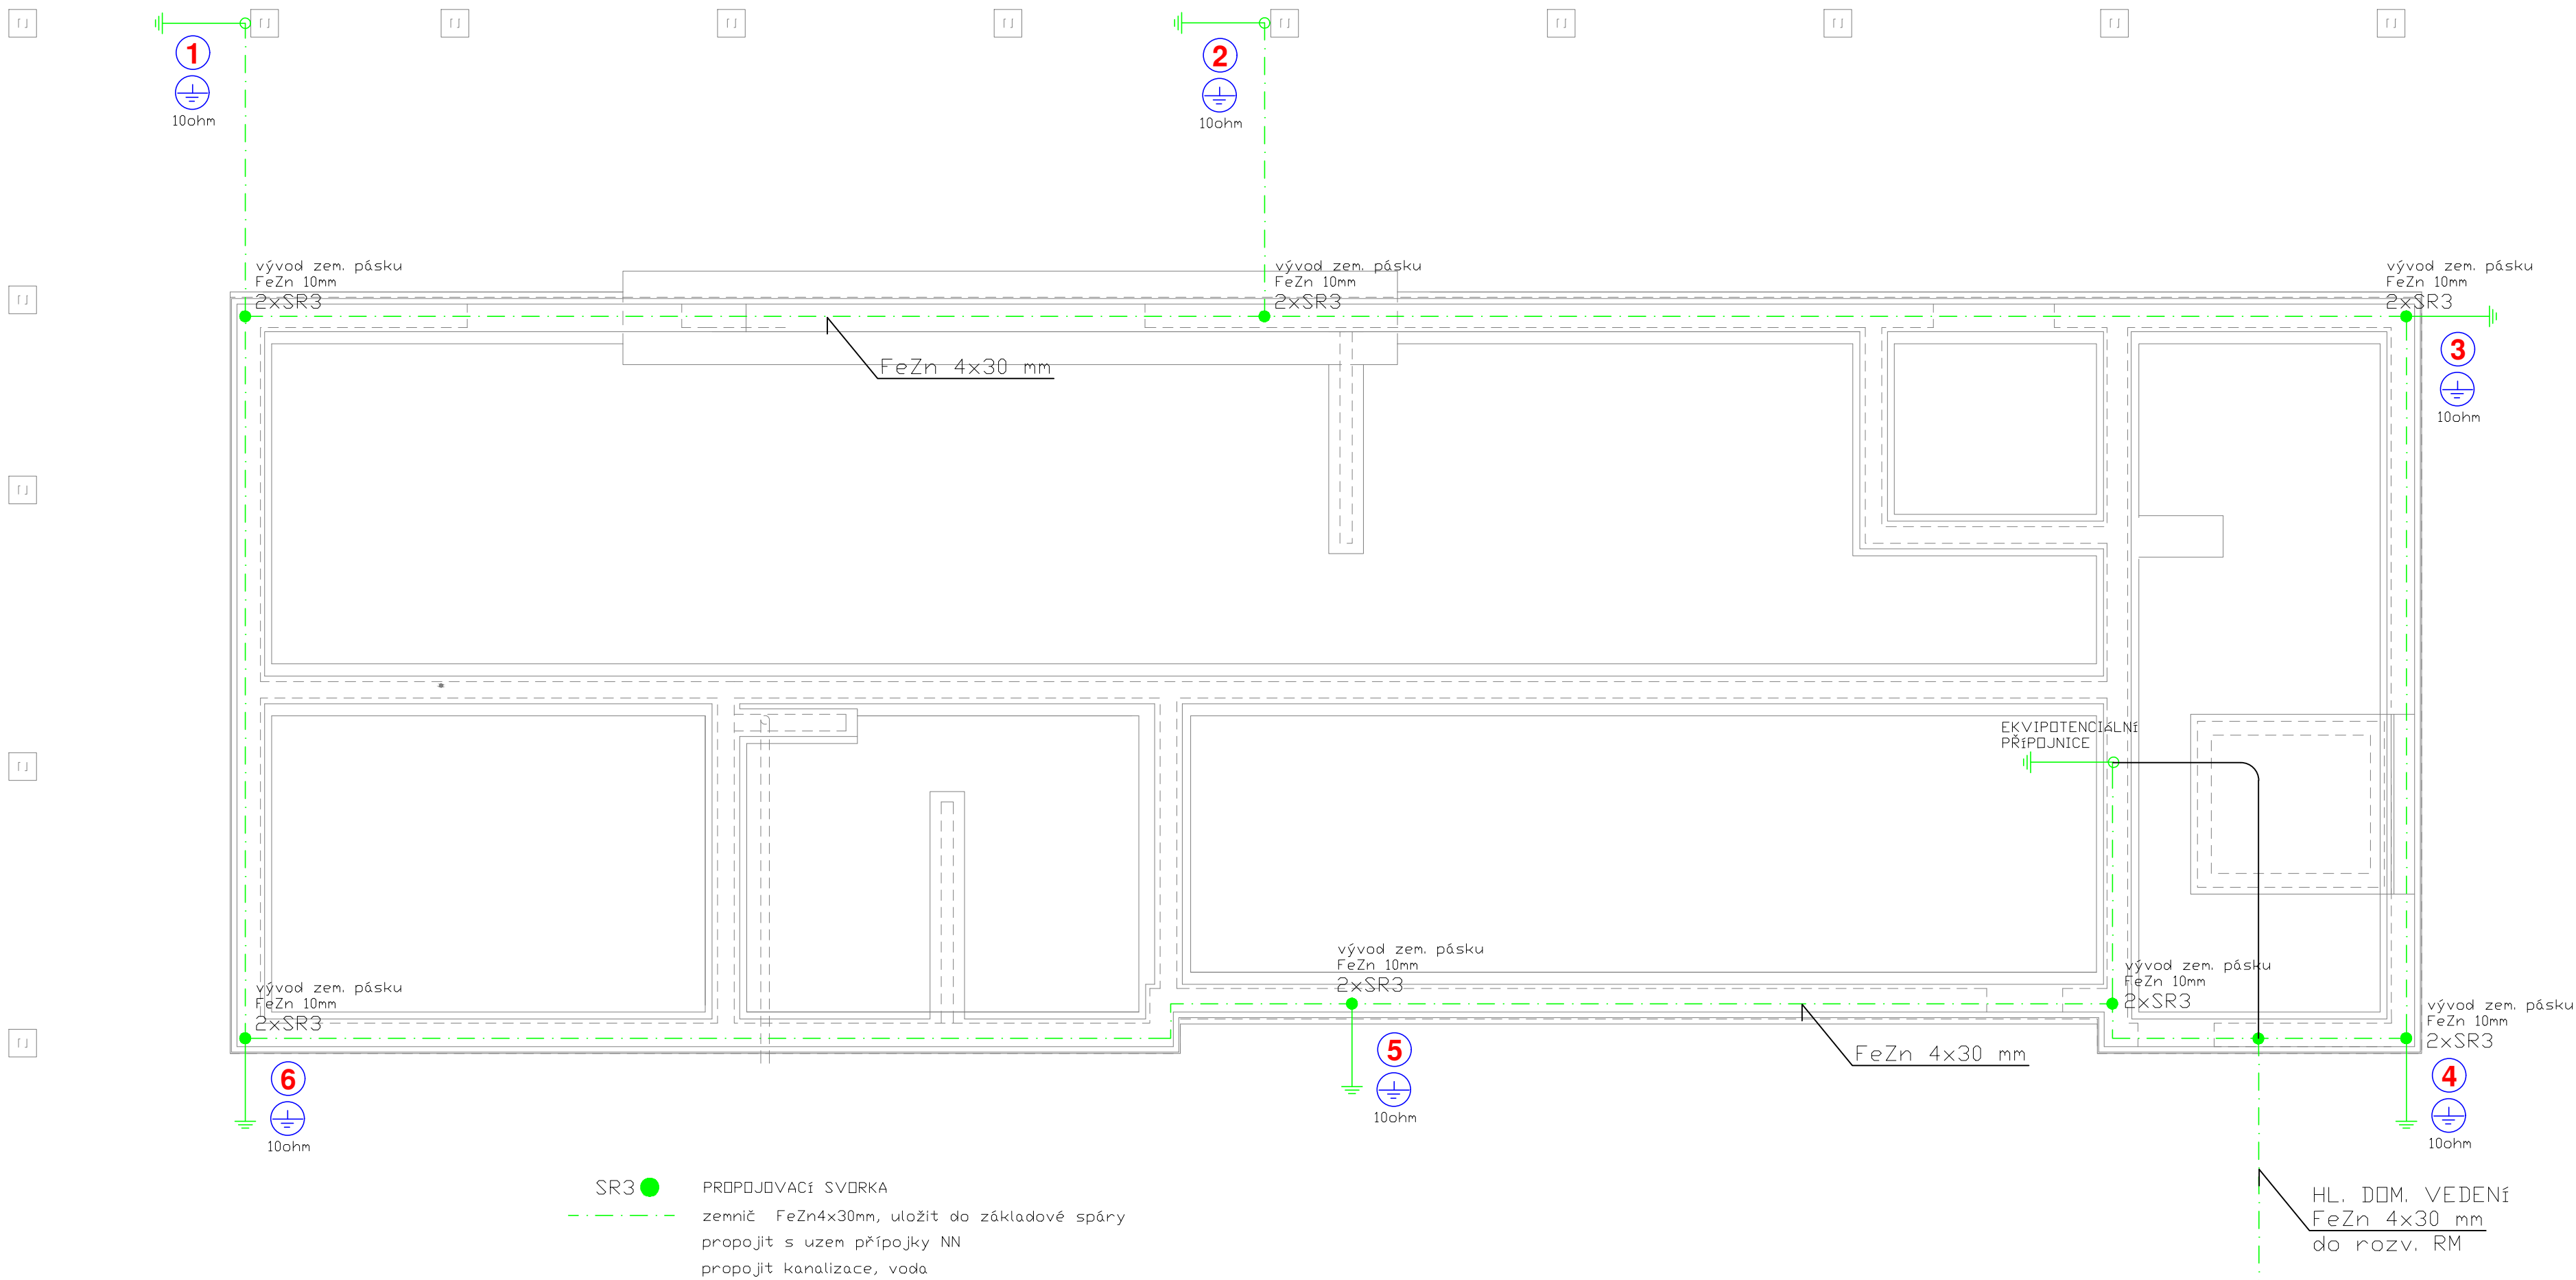 1
10ohm
2
10ohm
vývod zem. pásku
FeZn 10mm
2xSR3
vývod zem. pásku
FeZn 10mm
2xSR3
vývod zem. pásku
FeZn 10mm
2xSR3
3
10ohm
FeZn 4x30 mm
EKVIPOTENCIÁLNÍ
PŘÍPOJNICE
vývod zem. pásku
FeZn 10mm
2xSR3
vývod zem. pásku
FeZn 10mm
2xSR3
vývod zem. pásku
FeZn 10mm
2xSR3
vývod zem. pásku
FeZn 10mm
2xSR3
6
10ohm
5
10ohm
FeZn 4x30 mm
4
10ohm
SR3 PROPOJOVACÍ SVORKA
zemnič FeZn4x30mm, uložit do základové spáry
propojit s uzem přípojky NN
propojit kanalizace, voda
HL. DOM. VEDENÍ
FeZn 4x30 mm
do rozv. RM